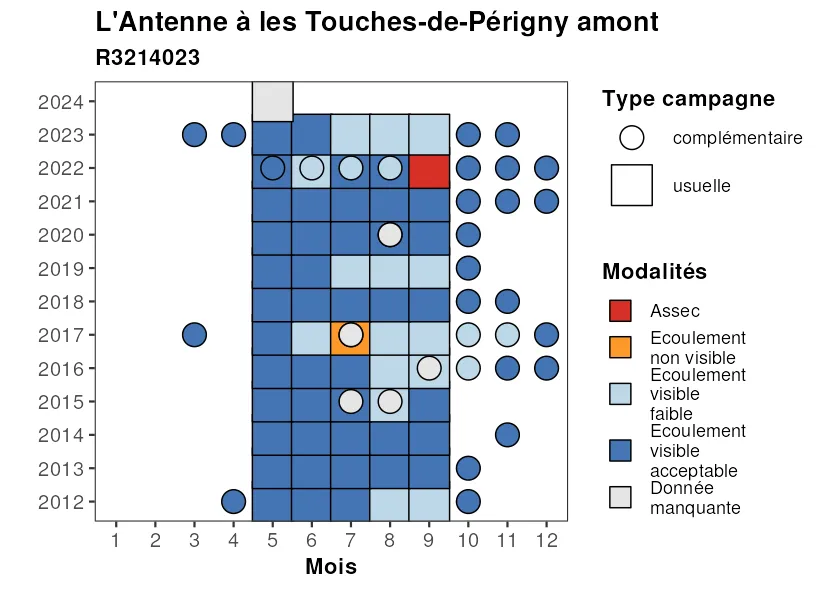 L'Antenne à les Touches-de-Périgny amont
R3214023
2024
2023
2022
2021
2020
2019
2018
2017
2016
2015
2014
2013
2012
1 2 3 4 5 6 7 8 9 10 11 12
Mois
Type campagne
complémentaire
usuelle
Modalités
Assec
Ecoulement
non visible
Ecoulement
visible
faible
Ecoulement
visible
acceptable
Donnée
manquante